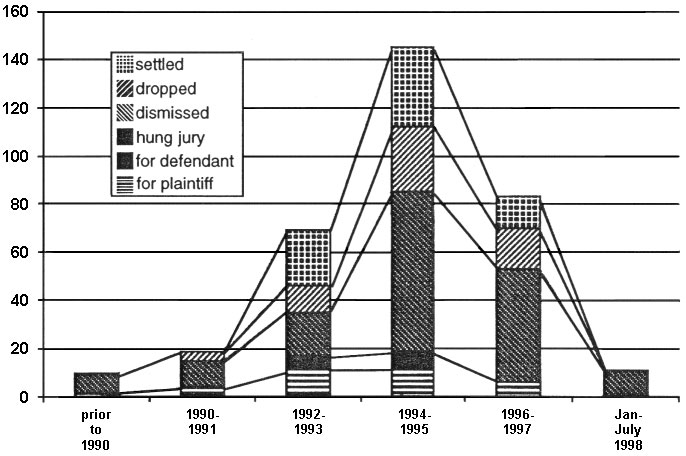 160
140
120
100
80
60
40
20
0
settled
dropped
dismissed
hung jury
for defendant
for plaintiff
prior
to
1990
1990-
1991
1992-
1993
1994-
1995
1996-
1997
Jan-
July
1998